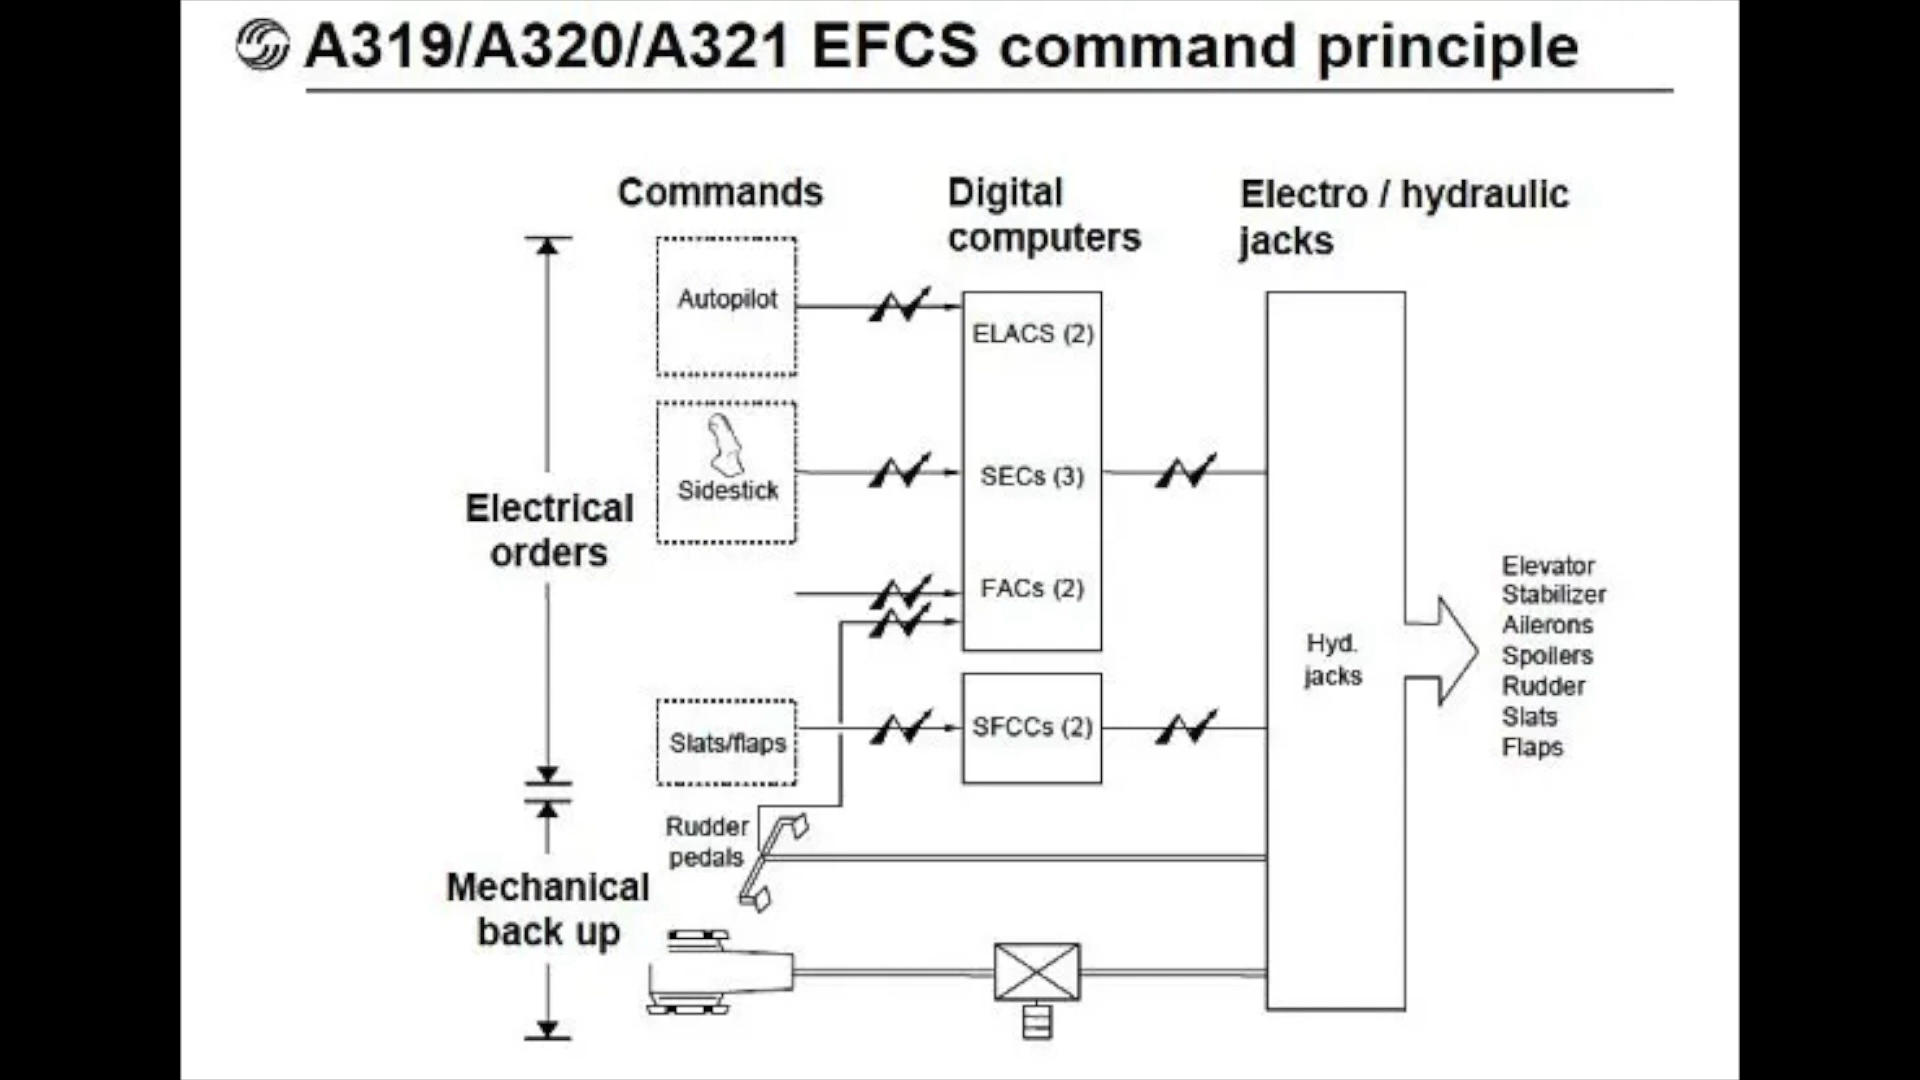 A319/A320/A321 EFCS command principle
Commands
Digital
computers
Electro / hydraulic
jacks
Autopilot
ELACS (2)
Sidestick
SECs (3)
Electrical
orders
FACs (2)
Slats/flaps
SFCCs (2)
Hyd.
jacks
Elevator
Stabilizer
Ailerons
Spoilers
Rudder
Slats
Flaps
Rudder
pedals
Mechanical
back up